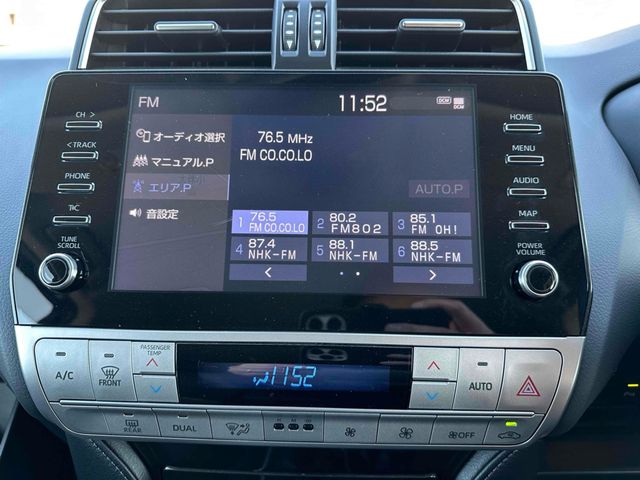 FM 11:52 DCM
CH >
< TRACK
PHONE
TUNE
SCROLL
オーディオ選択
マニュアル.P
エリア.P
音設定
76.5 MHz
FM CO.CO.LO
AUTO.P
1 76.5 FM CO.CO.LO
2 80.2 FM802
3 85.1 FM OH!
4 87.4 NHK-FM
5 88.1 NHK-FM
6 88.5 NHK-FM
< >
HOME
MENU
AUDIO
MAP
POWER
VOLUME
A/C
FRONT
PASSENGER
TEMP
1152
AUTO
REAR
DUAL
OFF